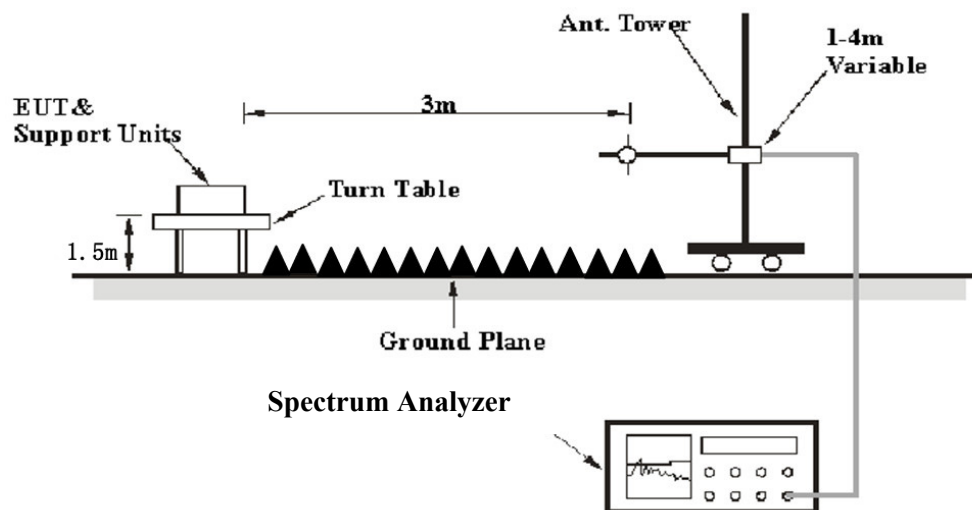 Ant. Tower
1-4m
Variable
3m
EUT&
Support Units
Turn Table
1.5m
Ground Plane
Spectrum Analyzer